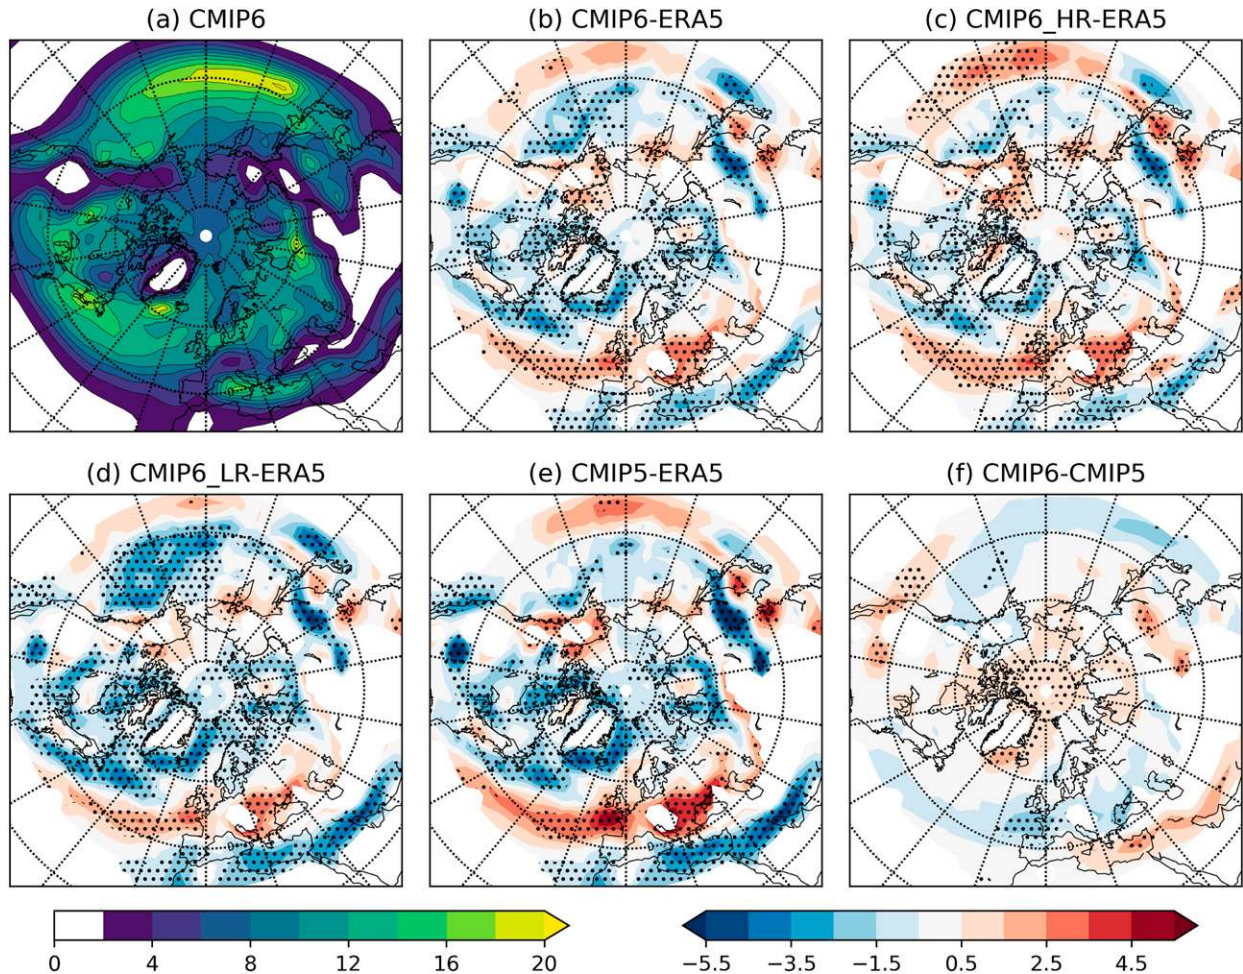 (a) CMIP6
(b) CMIP6-ERA5
(c) CMIP6_HR-ERA5
(d) CMIP6_LR-ERA5
(e) CMIP5-ERA5
(f) CMIP6-CMIP5
0 4 8 12 16 20
−5.5 −3.5 −1.5 0.5 2.5 4.5